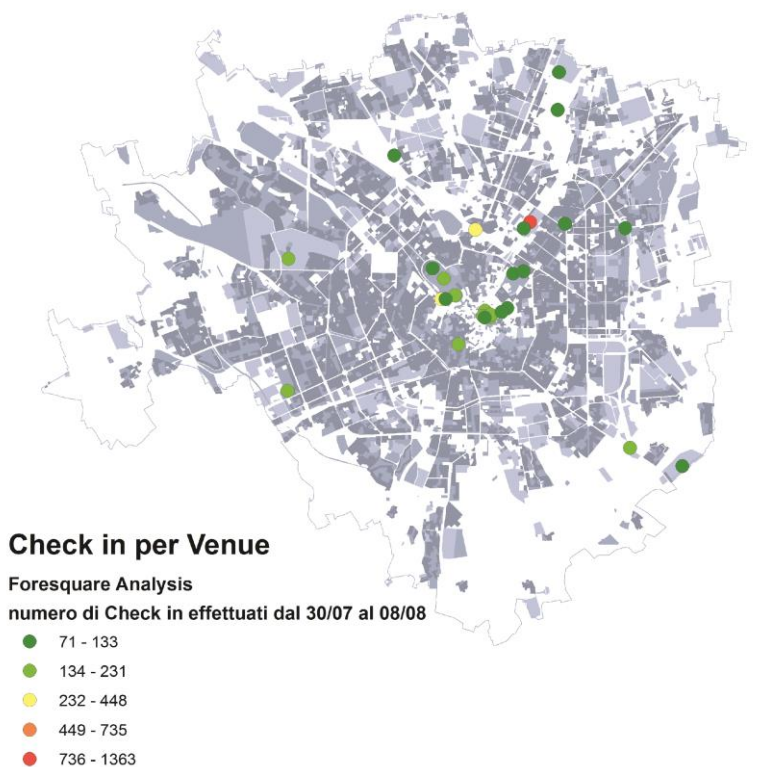 Check in per Venue
Foresquare Analysis
numero di Check in effettuati dal 30/07 al 08/08
71 - 133
134 - 231
232 - 448
449 - 735
736 - 1363